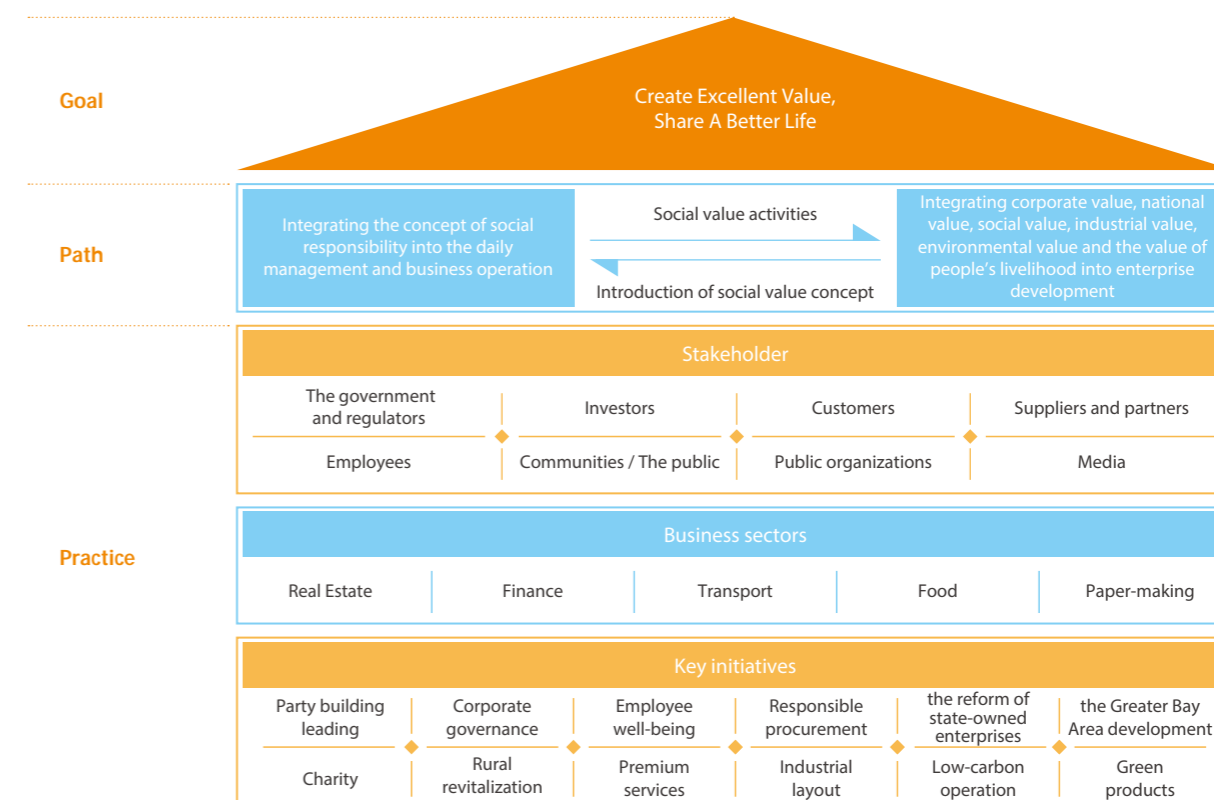 Goal
Create Excellent Value,
Share A Better Life
Path
Integrating the concept of social
responsibility into the daily
management and business operation
Social value activities
Introduction of social value concept
Integrating corporate value, national
value, social value, industrial value,
environmental value and the value of
people's livelihood into enterprise
development
Practice
Stakeholder
The government
and regulators
Investors
Customers
Suppliers and partners
Employees
Communities / The public
Public organizations
Media
Business sectors
Real Estate
Finance
Transport
Food
Paper-making
Key initiatives
Party building
leading
Corporate
governance
Employee
well-being
Responsible
procurement
the reform of
state-owned
enterprises
the Greater Bay
Area development
Charity
Rural
revitalization
Premium
services
Industrial
layout
Low-carbon
operation
Green
products